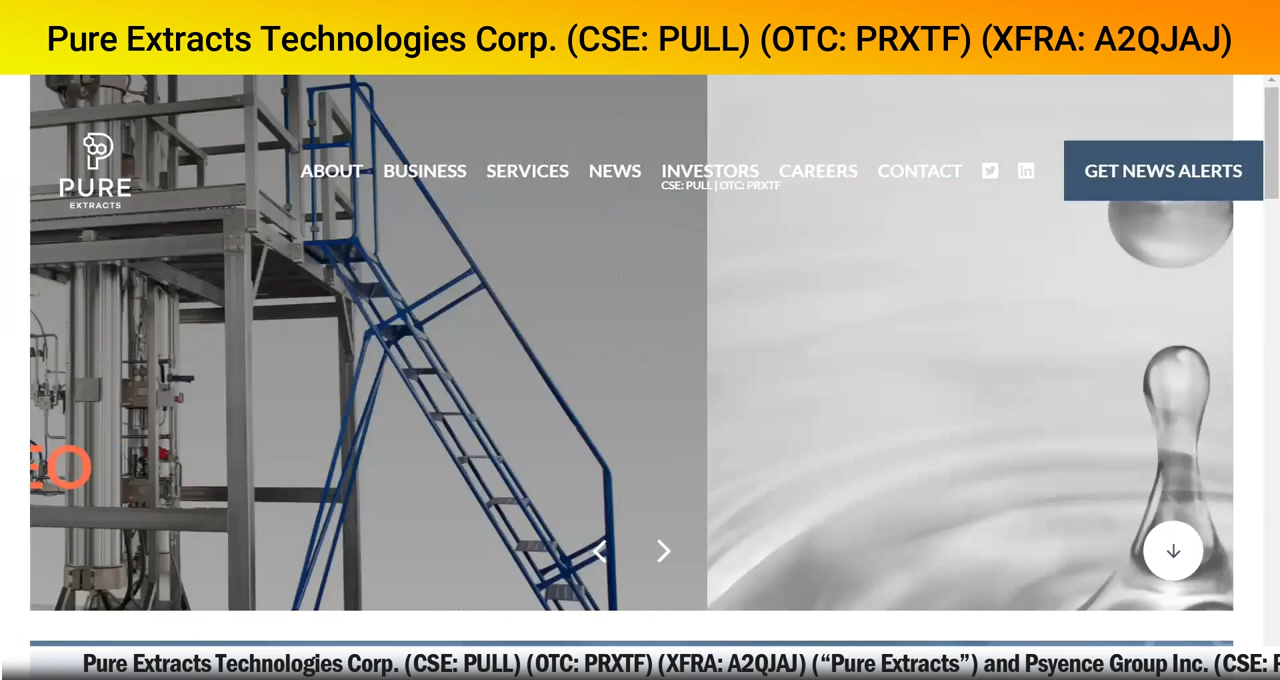 Pure Extracts Technologies Corp. (CSE: PULL) (OTC: PRXTF) (XFRA: A2QJAJ)
PURE
EXTRACTS
ABOUT BUSINESS SERVICES NEWS INVESTORS CAREERS CONTACT GET NEWS ALERTS
CSE: PULL | OTC: PRXTF
EO
Pure Extracts Technologies Corp. (CSE: PULL) (OTC: PRXTF) (XFRA: A2QJAJ) (“Pure Extracts”) and Psyence Group Inc. (CSE: